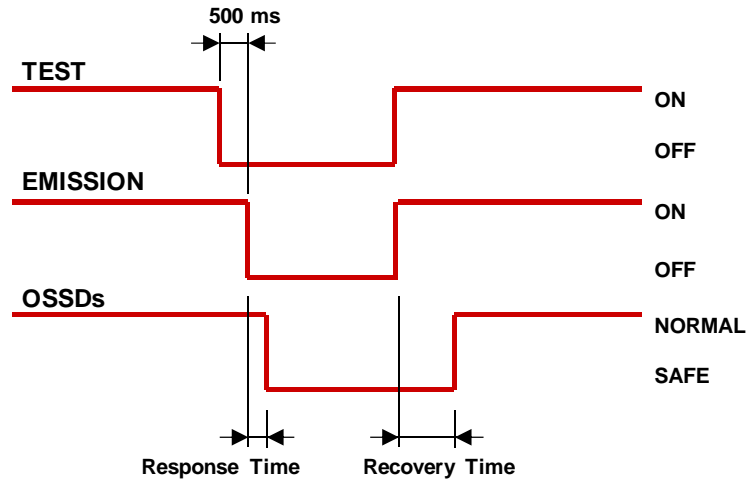 500 ms
TEST
ON
OFF
EMISSION
ON
OFF
OSSDs
NORMAL
SAFE
Response Time
Recovery Time